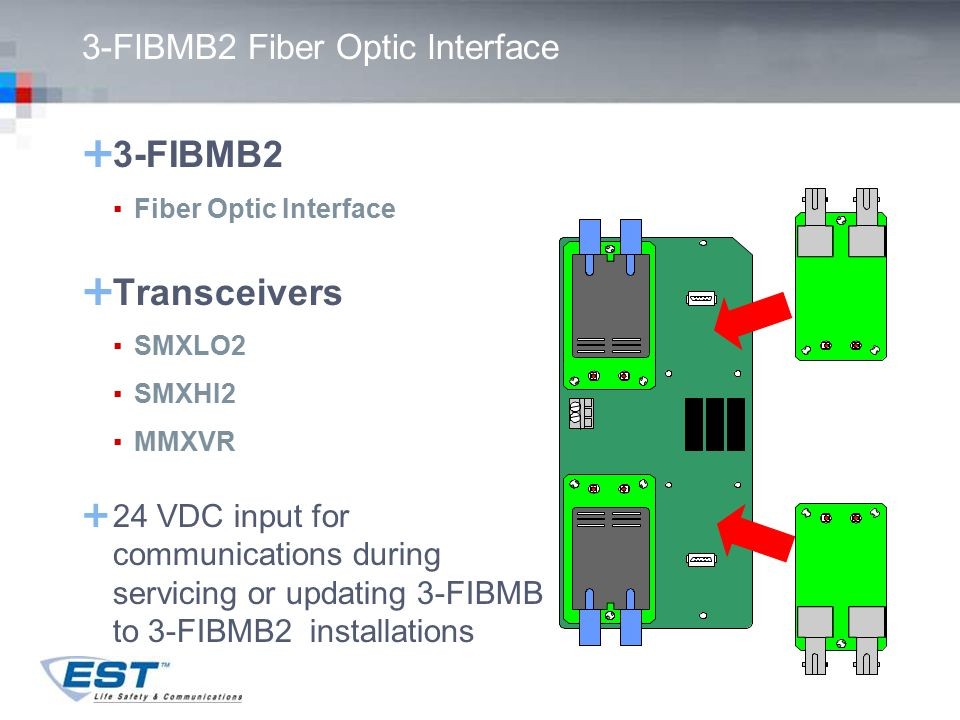 3-FIBMB2 Fiber Optic Interface
3-FIBMB2
Fiber Optic Interface
Transceivers
SMXLO2
SMXHI2
MMXVR
24 VDC input for
communications during
servicing or updating 3-FIBMB
to 3-FIBMB2 installations
EST™
Life Safety & Communications